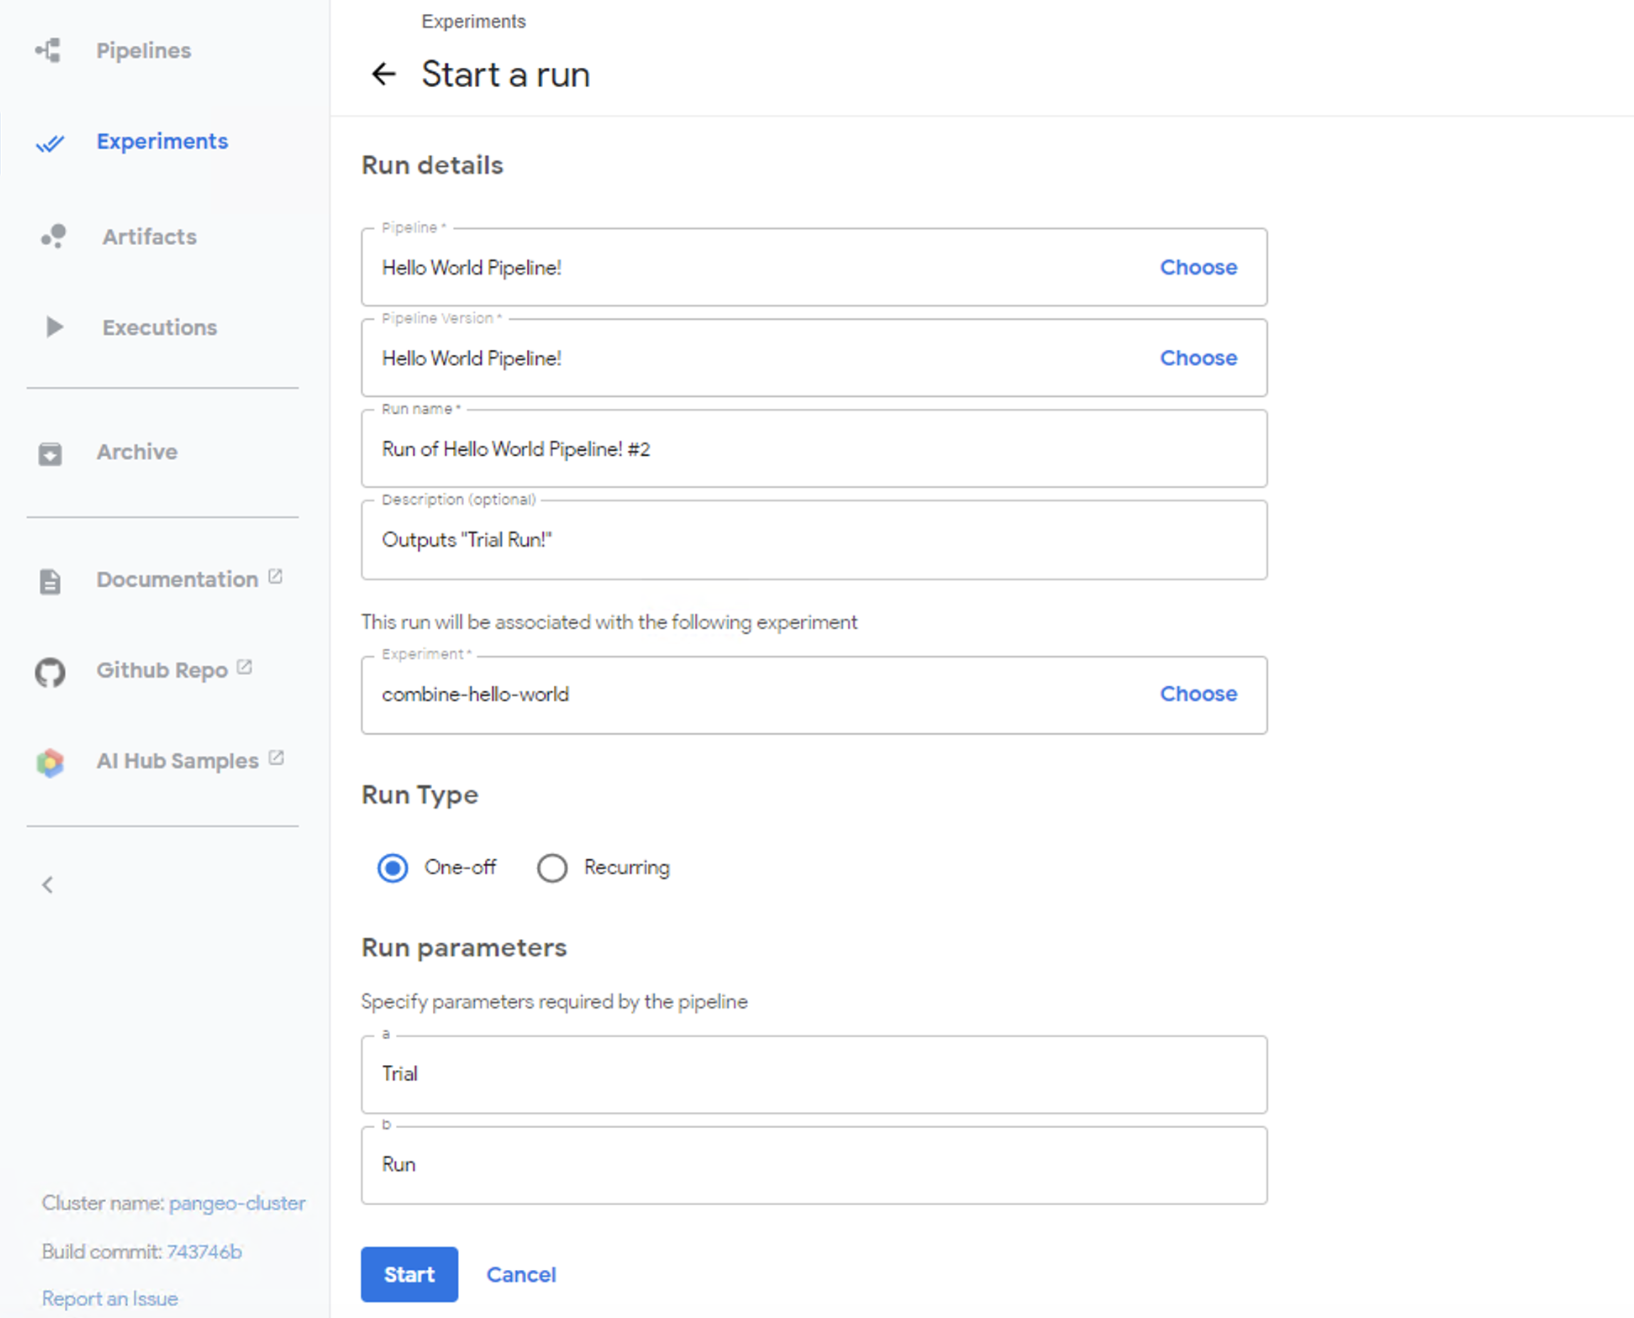 Pipelines
Experiments
Artifacts
Executions
Archive
Documentation
Github Repo
AI Hub Samples
Cluster name: pangeo-cluster
Build commit: 743746b
Report an Issue
Experiments
Start a run
Run details
Pipeline *
Hello World Pipeline!
Choose
Pipeline Version *
Hello World Pipeline!
Choose
Run name *
Run of Hello World Pipeline! #2
Description (optional)
Outputs "Trial Run!"
This run will be associated with the following experiment
Experiment *
combine-hello-world
Choose
Run Type
One-off Recurring
Run parameters
Specify parameters required by the pipeline
a
Trial
b
Run
Start Cancel